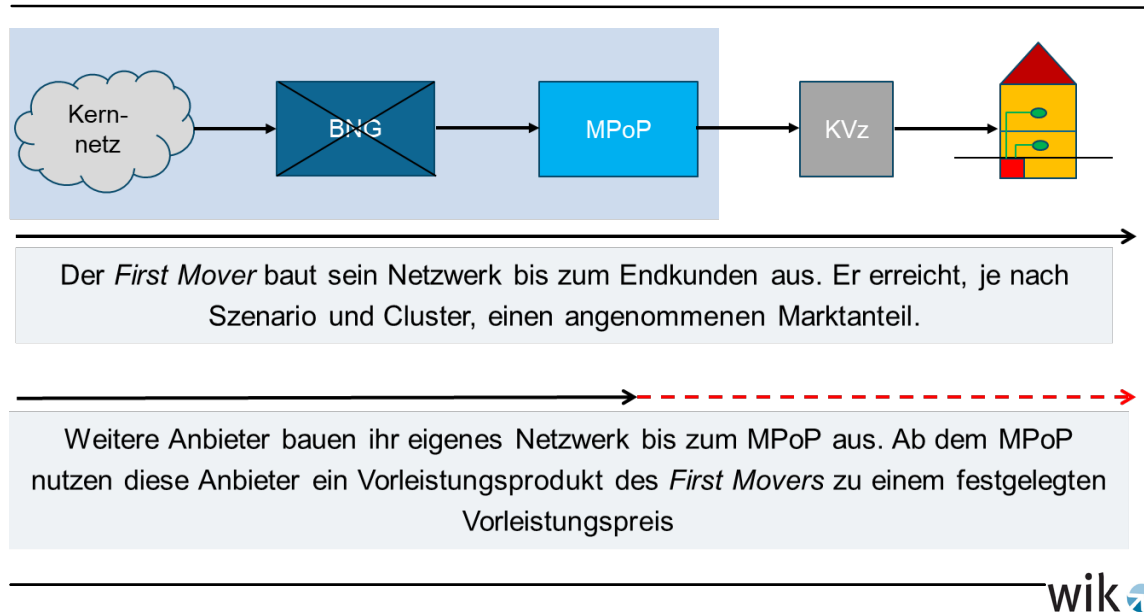 Kern-
netz
BNG
MPoP
KVz
Der First Mover baut sein Netzwerk bis zum Endkunden aus. Er erreicht, je nach
Szenario und Cluster, einen angenommenen Marktanteil.
Weitere Anbieter bauen ihr eigenes Netzwerk bis zum MPoP aus. Ab dem MPoP
nutzen diese Anbieter ein Vorleistungsprodukt des First Movers zu einem festgelegten
Vorleistungspreis
wik